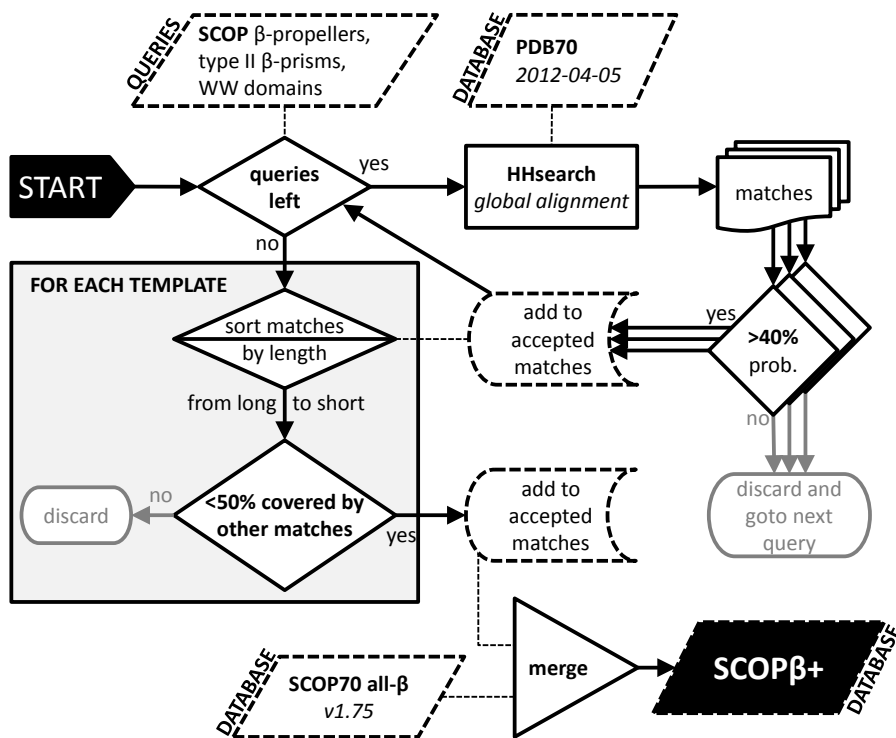 QUERIES
SCOP β-propellers,
type II β-prisms,
WW domains
DATABASE
PDB70
2012-04-05
START
queries
left
yes
HHsearch
global alignment
matches
no
FOR EACH TEMPLATE
sort matches
by length
add to
accepted
matches
yes
>40%
prob.
from long to short
no
<50% covered by
other matches
no
discard
yes
add to
accepted
matches
discard and
goto next
query
DATABASE
SCOP70 all-β
v1.75
merge
SCOPβ+
DATABASE